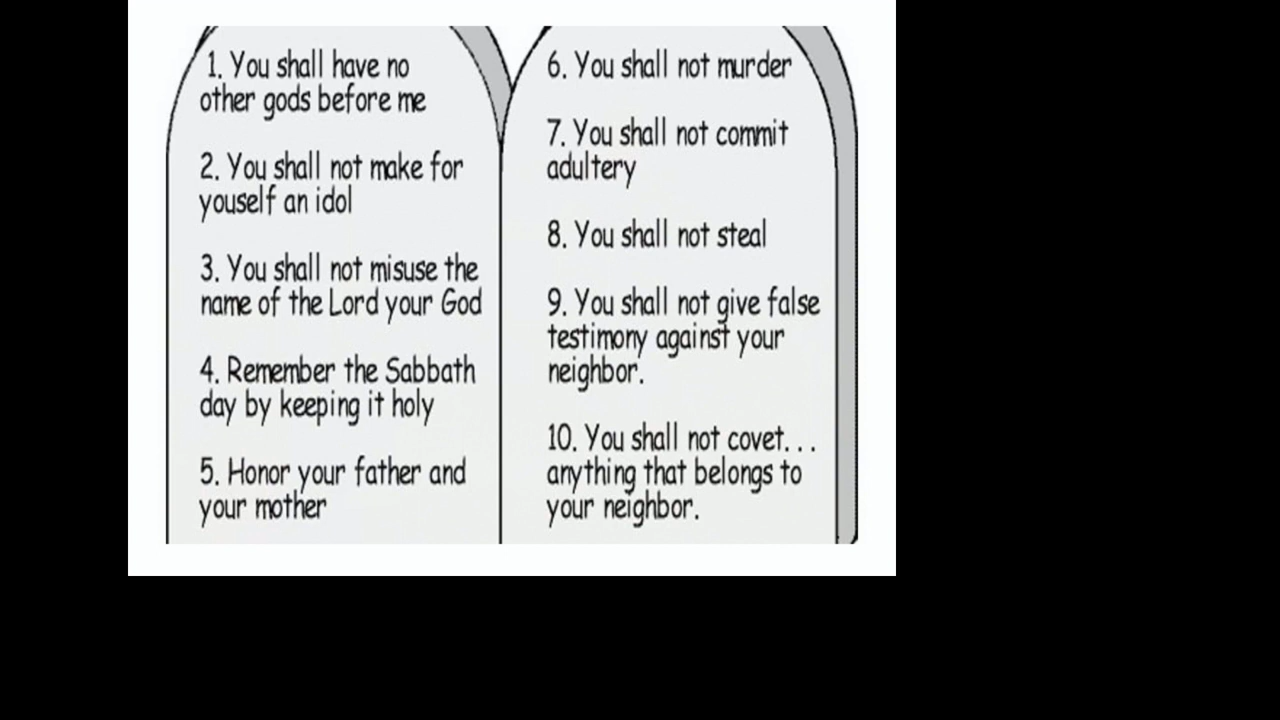 1. You shall have no
other gods before me
2. You shall not make for
youself an idol
3. You shall not misuse the
name of the Lord your God
4. Remember the Sabbath
day by keeping it holy
5. Honor your father and
your mother
6. You shall not murder
7. You shall not commit
adultery
8. You shall not steal
9. You shall not give false
testimony against your
neighbor.
10. You shall not covet. . .
anything that belongs to
your neighbor.